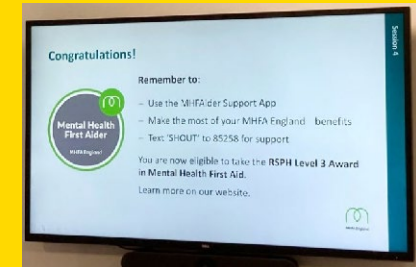 Session 4
Congratulations!
Remember to:
– Use the MHFAider Support App
– Make the most of your MHFA England benefits
– Text 'SHOUT' to 85258 for support
You are now eligible to take the RSPH Level 3 Award
in Mental Health First Aid.
Learn more on our website.
Mental Health
First Aider
MHFA England
MHFA England